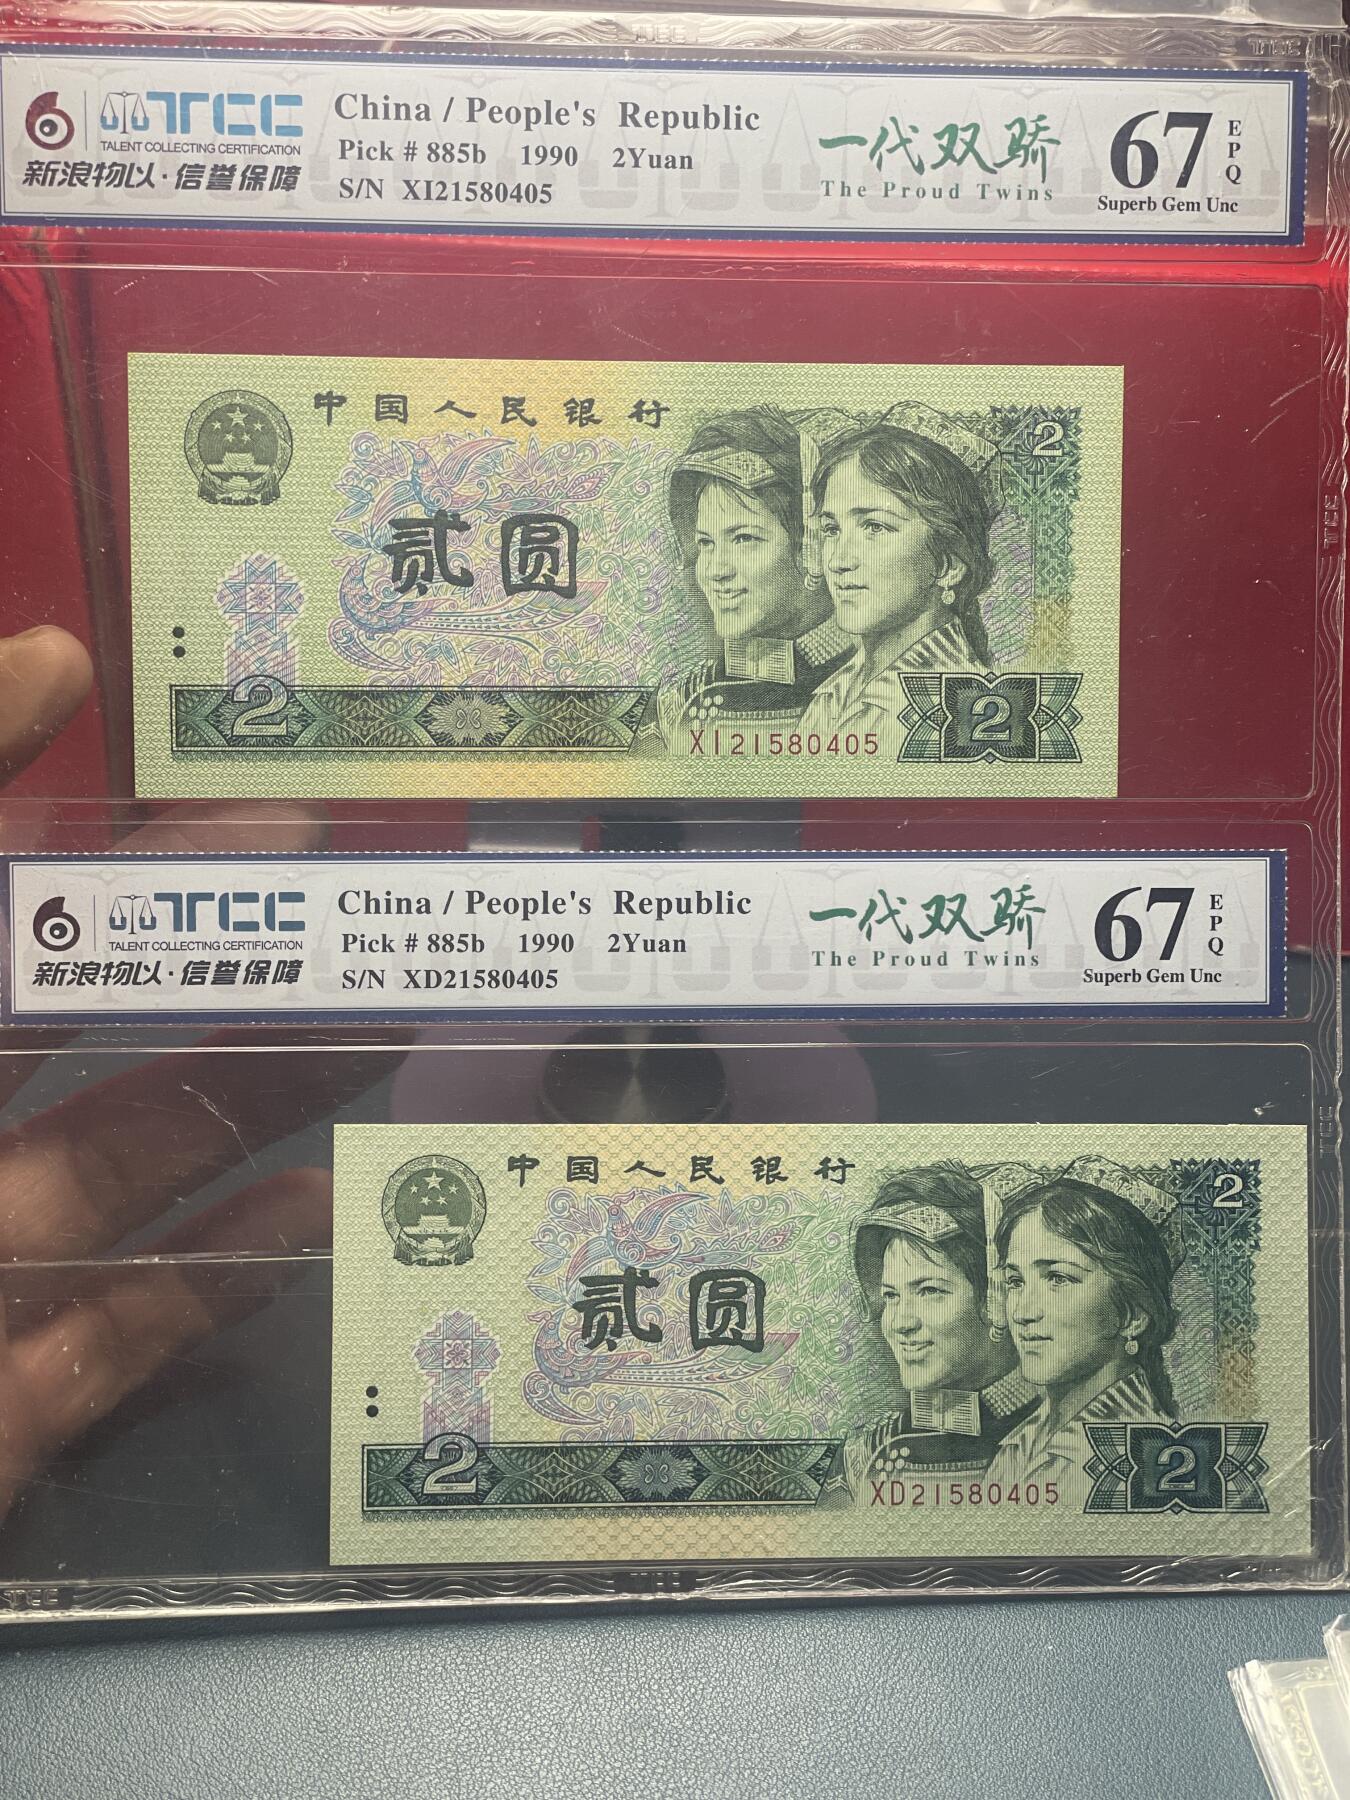 TCC
China / People's Republic
TALENT COLLECTING CERTIFICATION
Pick # 885b 1990 2Yuan
新浪物以·信誉保障
S/N XI21580405
一代双骄
The Proud Twins
67
EPQ
Superb Gem Unc
中国人民银行
2
贰圆
2
XI21580405
2
TCC
China / People's Republic
TALENT COLLECTING CERTIFICATION
Pick # 885b 1990 2Yuan
新浪物以·信誉保障
S/N XD21580405
一代双骄
The Proud Twins
67
EPQ
Superb Gem Unc
中国人民银行
2
贰圆
2
XD21580405
2